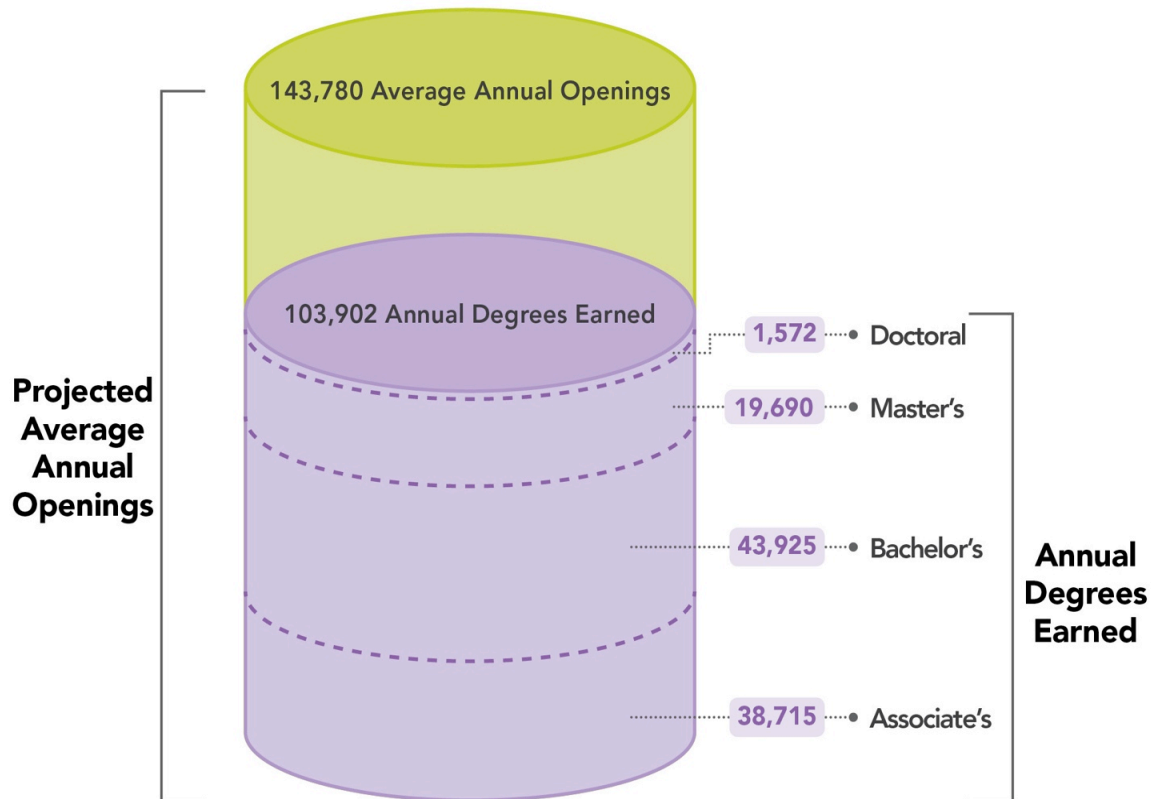 143,780 Average Annual Openings
103,902 Annual Degrees Earned
1,572 Doctoral
19,690 Master's
43,925 Bachelor's
38,715 Associate's
Projected
Average
Annual
Openings
Annual
Degrees
Earned